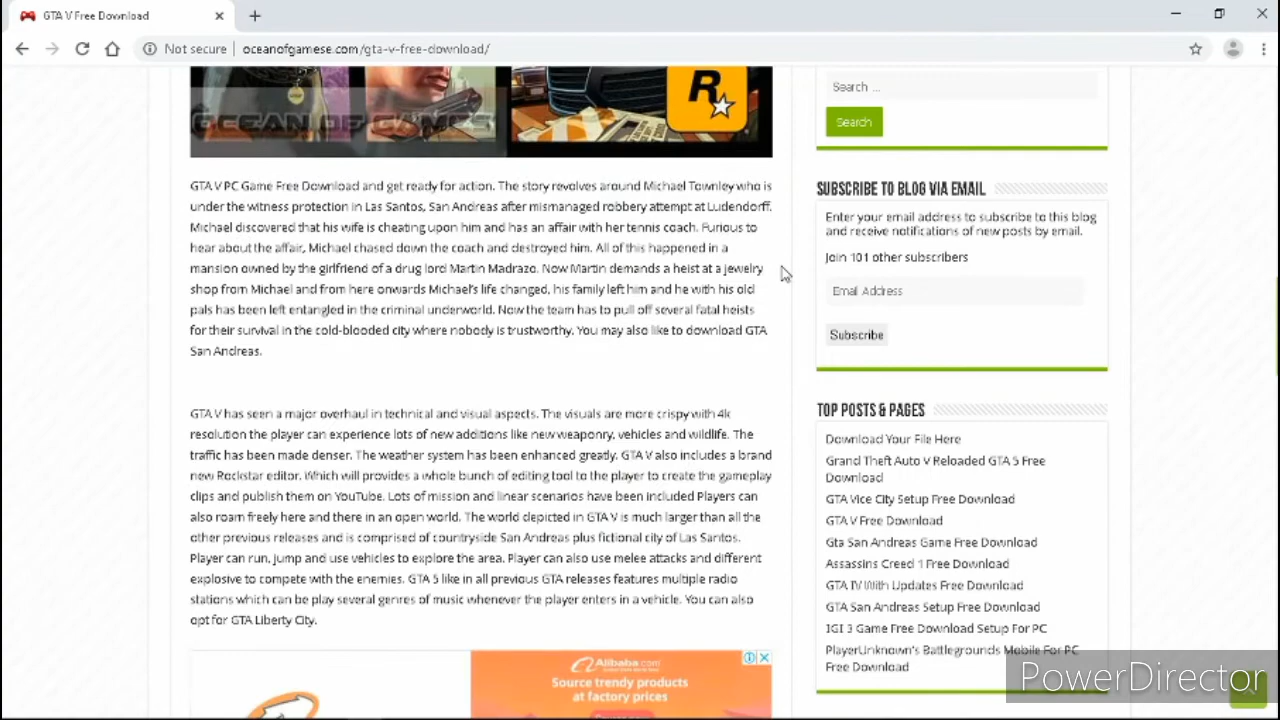 GTA V Free Download
Not secure
oceanofgamese.com/gta-v-free-download/
R
OCEAN OF GAMES
GTA V PC Game Free Download and get ready for action. The story revolves around Michael Townley who is
under the witness protection in Las Santos, San Andreas after mismanaged robbery attempt at Ludendorff.
Michael discovered that his wife is cheating upon him and has an affair with her tennis coach. Furious to
hear about the affair, Michael chased down the coach and destroyed him. All of this happened in a
mansion owned by the girlfriend of a drug lord Martin Madrazo. Now Martin demands a heist at a jewelry
shop from Michael and from here onwards Michael's life changed, his family left him and he with his old
pals has been left entangled in the criminal underworld. Now the team has to pull off several fatal heists
for their survival in the cold-blooded city where nobody is trustworthy. You may also like to download GTA
San Andreas.
GTA V has seen a major overhaul in technical and visual aspects. The visuals are more crispy with 4k
resolution the player can experience lots of new additions like new weaponry, vehicles and wildlife. The
traffic has been made denser. The weather system has been enhanced greatly. GTA V also includes a brand
new Rockstar editor. Which will provides a whole bunch of editing tool to the player to create the gameplay
clips and publish them on YouTube. Lots of mission and linear scenarios have been included Players can
also roam freely here and there in an open world. The world depicted in GTA V is much larger than all the
other previous releases and is comprised of countryside San Andreas plus fictional city of Las Santos.
Player can run, jump and use vehicles to explore the area. Player can also use melee attacks and different
explosive to compete with the enemies. GTA 5 like in all previous GTA releases features multiple radio
stations which can be play several genres of music whenever the player enters in a vehicle. You can also
opt for GTA Liberty City.
Alibaba.com
Source trendy products
at factory prices
Search ...
Search
SUBSCRIBE TO BLOG VIA EMAIL
Enter your email address to subscribe to this blog
and receive notifications of new posts by email.
Join 101 other subscribers
Email Address
Subscribe
TOP POSTS & PAGES
Download Your File Here
Grand Theft Auto V Reloaded GTA 5 Free
Download
GTA Vice City Setup Free Download
GTA V Free Download
Gta San Andreas Game Free Download
Assassins Creed 1 Free Download
GTA IV With Updates Free Download
GTA San Andreas Setup Free Download
IGI 3 Game Free Download Setup For PC
PlayerUnknown's Battlegrounds Mobile For PC
Free Download
PowerDirector